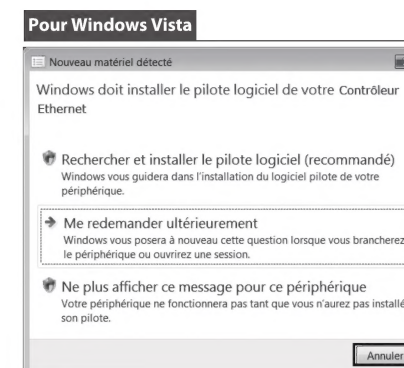 Pour Windows Vista
Nouveau matériel détecté
Windows doit installer le pilote logiciel de votre Contrôleur
Ethernet
Rechercher et installer le pilote logiciel (recommandé)
Windows vous guidera dans l'installation du logiciel pilote de votre
périphérique.
Me redemander ultérieurement
Windows vous posera à nouveau cette question lorsque vous brancherez
le périphérique ou ouvrirez une session.
Ne plus afficher ce message pour ce périphérique
Votre périphérique ne fonctionnera pas tant que vous n'aurez pas installé
son pilote.
Annuler